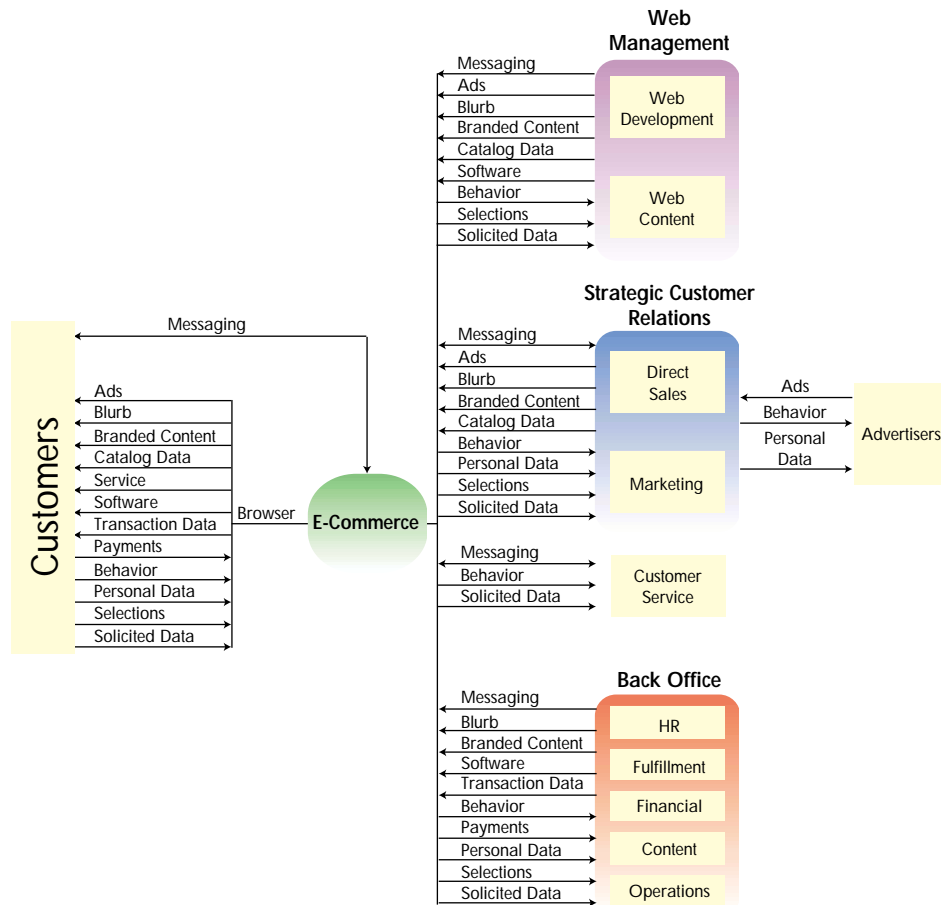 Web
Management
Messaging
Ads
Blurb
Branded Content
Catalog Data
Software
Behavior
Selections
Solicited Data
Web
Development
Web
Content
Strategic Customer
Relations
Messaging
Ads
Blurb
Branded Content
Catalog Data
Behavior
Personal Data
Selections
Solicited Data
Direct
Sales
Marketing
Ads
Behavior
Personal
Data
Advertisers
Customers
Messaging
Ads
Blurb
Branded Content
Catalog Data
Service
Software
Transaction Data
Payments
Behavior
Personal Data
Selections
Solicited Data
Browser
E-Commerce
Messaging
Behavior
Solicited Data
Customer
Service
Back Office
Messaging
Blurb
Branded Content
Software
Transaction Data
Behavior
Payments
Personal Data
Selections
Solicited Data
HR
Fulfillment
Financial
Content
Operations